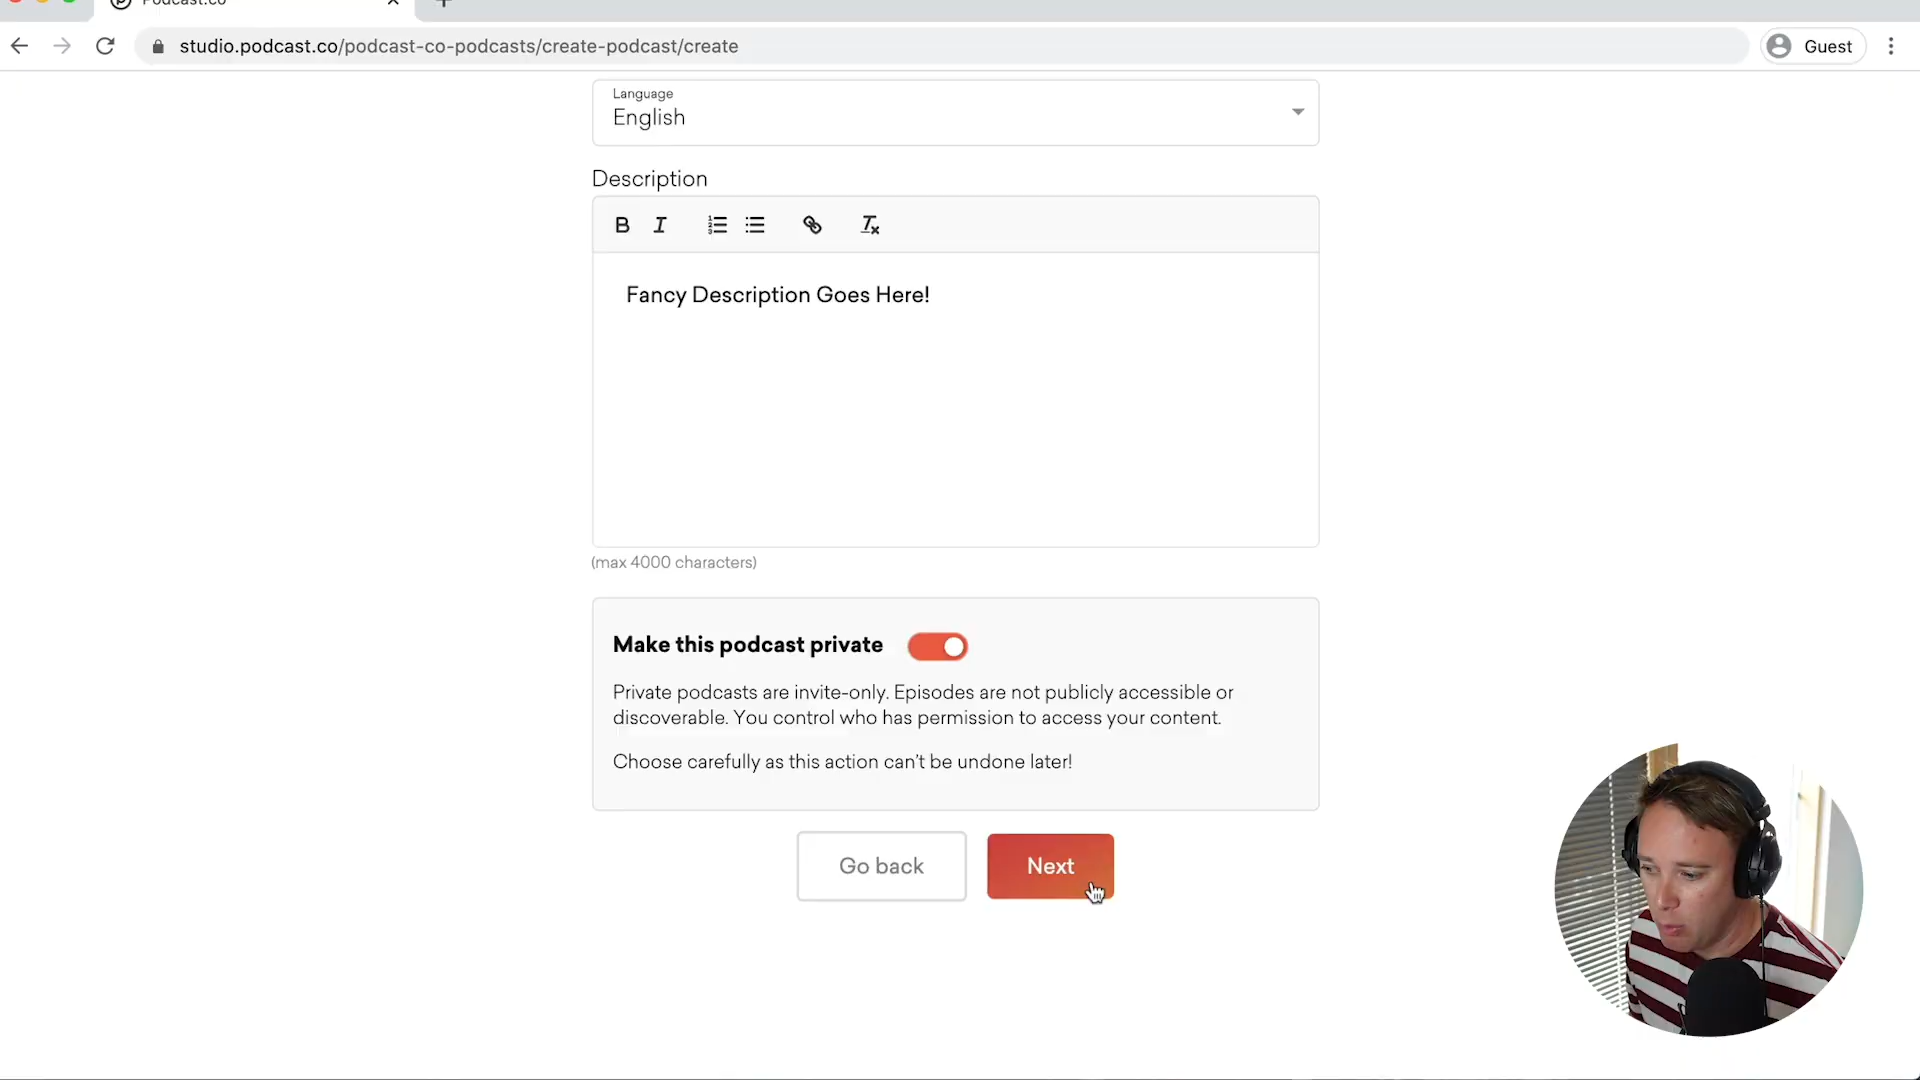 Podcast.co
studio.podcast.co/podcast-co-podcasts/create-podcast/create
Guest
Language
English
Description
Fancy Description Goes Here!
(max 4000 characters)
Make this podcast private
Private podcasts are invite-only. Episodes are not publicly accessible or
discoverable. You control who has permission to access your content.
Choose carefully as this action can't be undone later!
Go back
Next